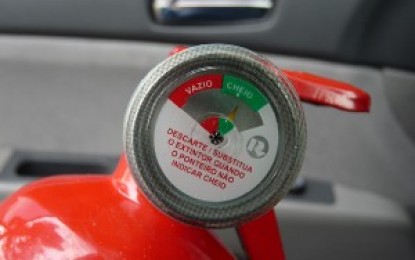 VAZIO CHEIO
DESCARTE/SUBSTITUA
O EXTINTOR QUANDO
O PONTEIRO NÃO
INDICAR CHEIO